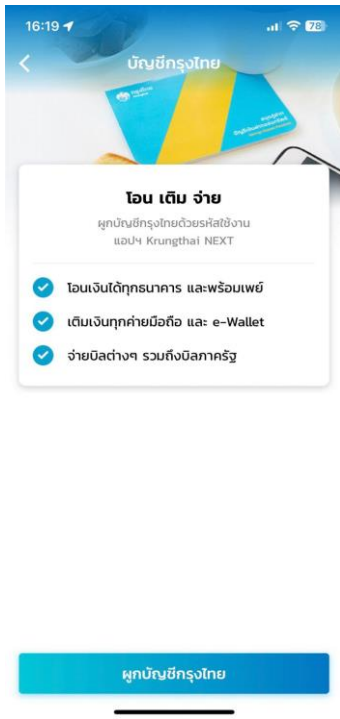 16:19
78
บัญชีกรุงไทย
โอน เติม จ่าย
ผูกบัญชีกรุงไทยด้วยรหัสใช้งาน
แอปฯ Krungthai NEXT
โอนเงินได้ทุกธนาคาร และพร้อมเพย์
เติมเงินทุกค่ายมือถือ และ e-Wallet
จ่ายบิลต่างๆ รวมถึงบิลภาครัฐ
ผูกบัญชีกรุงไทย